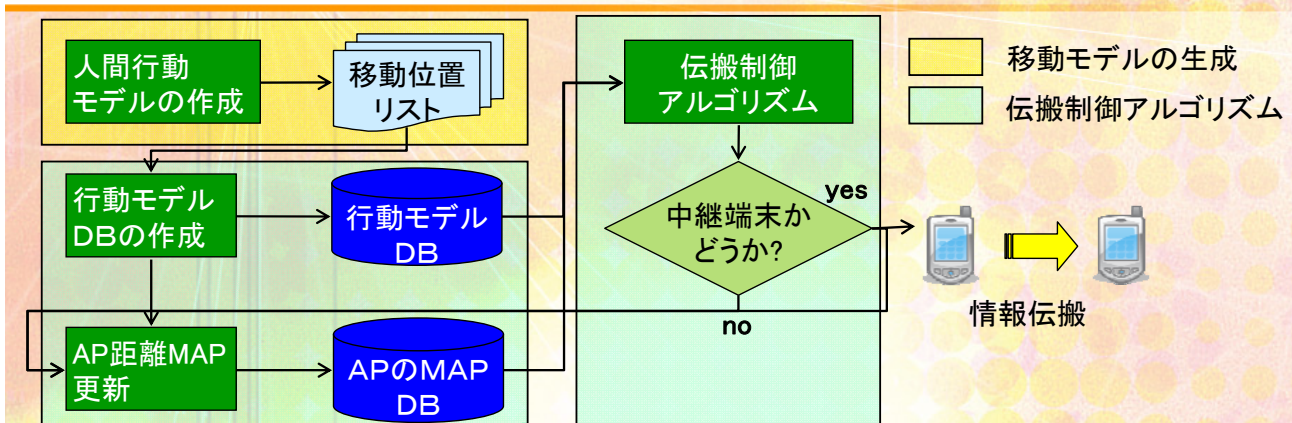 人間行動
モデルの作成
移動位置
リスト
行動モデル
ＤＢの作成
行動モデル
ＤＢ
AP距離MAP
更新
ＡＰのＭＡＰ
ＤＢ
伝搬制御
アルゴリズム
中継端末か
どうか?
yes
no
移動モデルの生成
伝搬制御アルゴリズム
情報伝搬